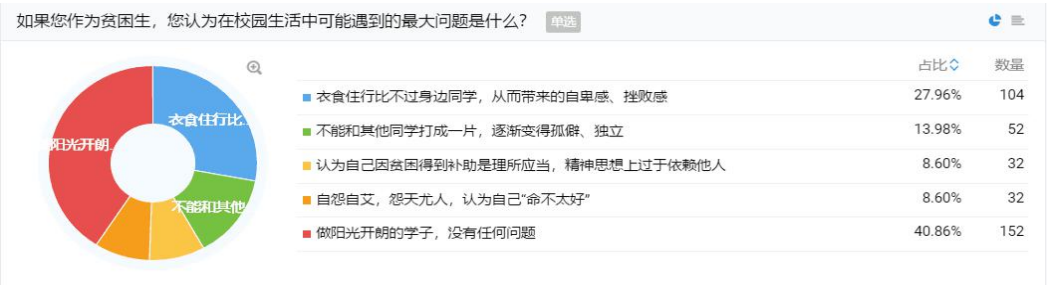 如果您作为贫困生，您认为在校园生活中可能遇到的最大问题是什么？ 单选
占比 数量
衣食住行比不过身边同学，从而带来的自卑感、挫败感 27.96% 104
不能和其他同学打成一片，逐渐变得孤僻、独立 13.98% 52
认为自己因贫困得到补助是理所应当，精神思想上过于依赖他人 8.60% 32
自怨自艾，怨天尤人，认为自己“命不太好” 8.60% 32
做阳光开朗的学子，没有任何问题 40.86% 152
衣食住行比...
阳光开朗...
不能和其他